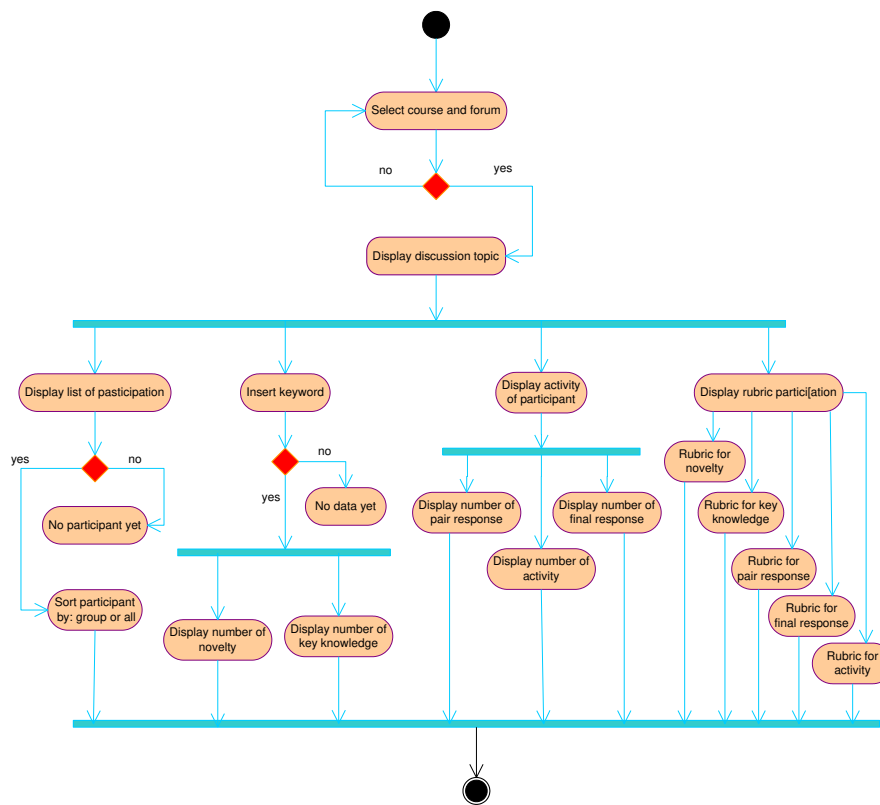 Select course and forum
no
yes
Display discussion topic
Display list of pasticipation
Insert keyword
Display activity
of participant
Display rubric partici[ation
yes
no
no
yes
Rubric for
novelty
No participant yet
No data yet
Display number of
pair response
Display number of
final response
Rubric for key
knowledge
Display number of
activity
Rubric for
pair response
Sort participant
by: group or all
Display number of
novelty
Display number of
key knowledge
Rubric for
final response
Rubric for
activity